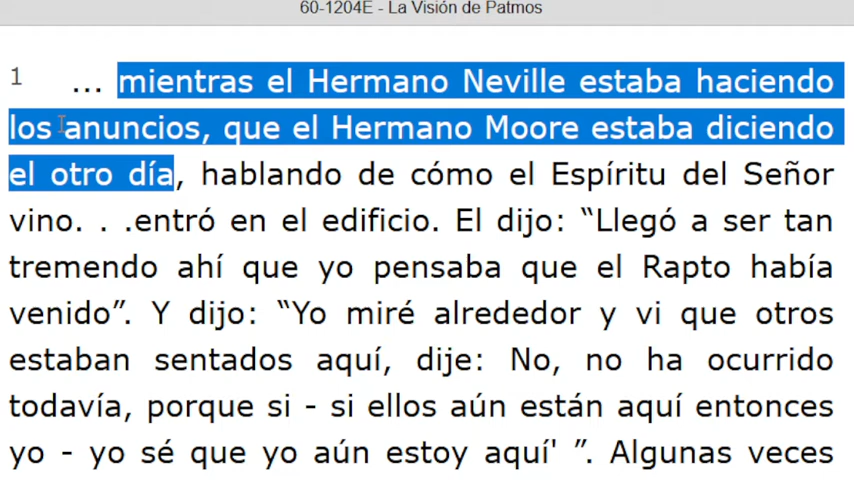 60-1204E - La Visión de Patmos
1 ... mientras el Hermano Neville estaba haciendo
los anuncios, que el Hermano Moore estaba diciendo
el otro día, hablando de cómo el Espíritu del Señor
vino. . .entró en el edificio. El dijo: “Llegó a ser tan
tremendo ahí que yo pensaba que el Rapto había
venido”. Y dijo: “Yo miré alrededor y vi que otros
estaban sentados aquí, dije: No, no ha ocurrido
todavía, porque si - si ellos aún están aquí entonces
yo - yo sé que yo aún estoy aquí' ”. Algunas veces